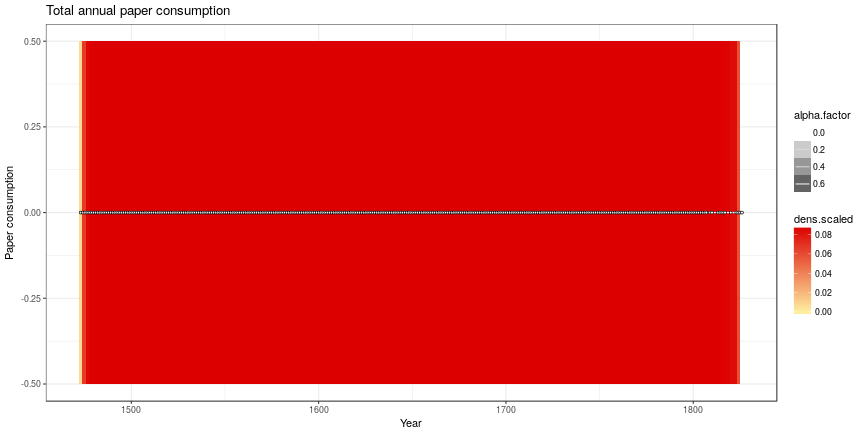 Total annual paper consumption
Paper consumption
0.50
0.25
0.00
-0.25
-0.50
1500 1600 1700 1800
Year
alpha.factor
0.0
0.2
0.4
0.6
dens.scaled
0.08
0.06
0.04
0.02
0.00